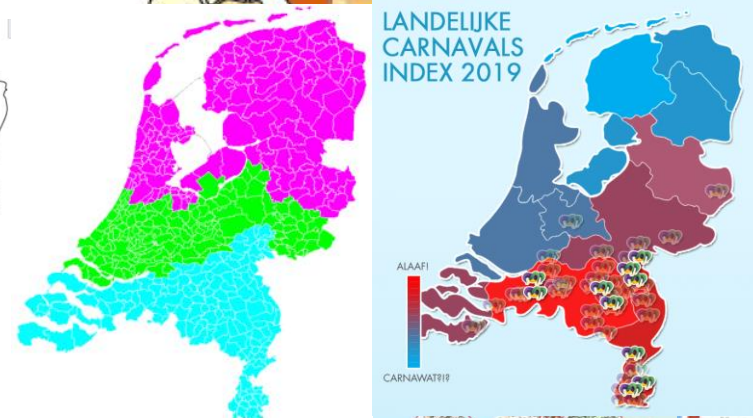 LANDELIJKE
CARNAVALS
INDEX 2019
ALAAF!
CARNAWAT?!?